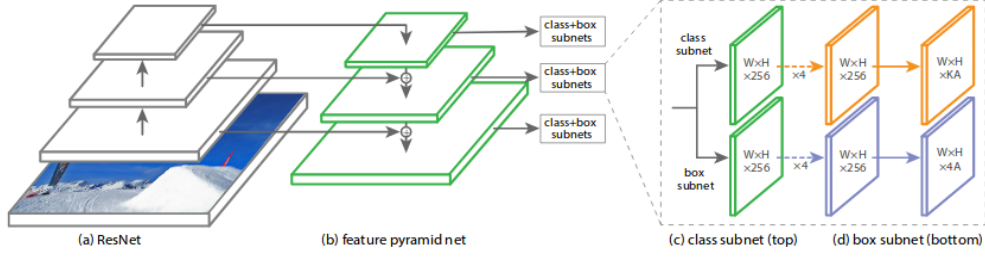 class+box
subnets
class+box
subnets
class+box
subnets
class
subnet
W×H
×256
×4
W×H
×256
W×H
×KA
box
subnet
W×H
×256
×4
W×H
×256
W×H
×4A
(a) ResNet
(b) feature pyramid net
(c) class subnet (top)
(d) box subnet (bottom)